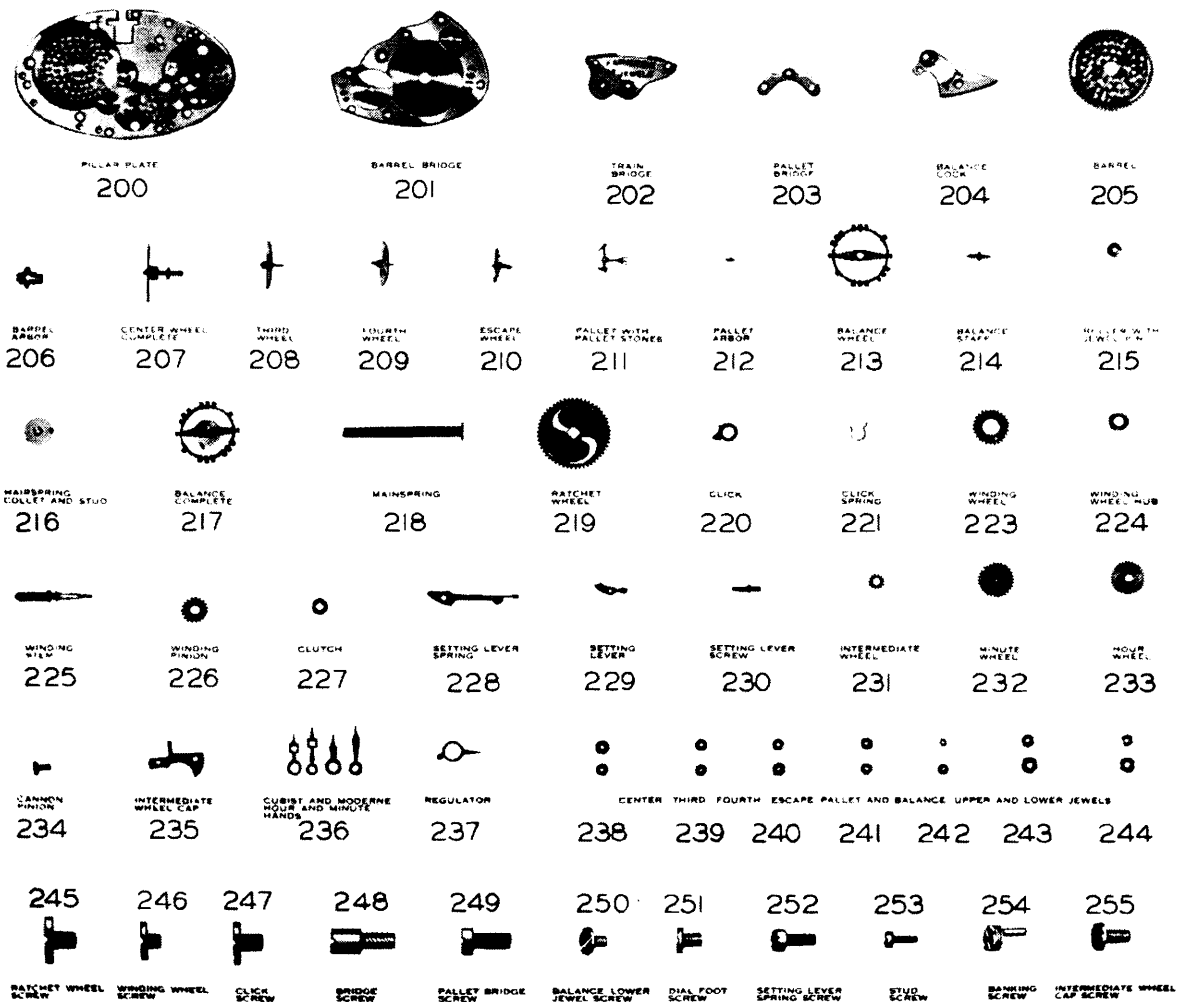 PILLAR PLATE
200
BARREL BRIDGE
201
TRAIN
BRIDGE
202
PALLET
BRIDGE
203
BALANCE
COCK
204
BARREL
205
BARREL
ARBOR
206
CENTER WHEEL
COMPLETE
207
THIRD
WHEEL
208
FOURTH
WHEEL
209
ESCAPE
WHEEL
210
PALLET WITH
PALLET STONES
211
PALLET
ARBOR
212
BALANCE
WHEEL
213
BALANCE
STAFF
214
ROLLER WITH
JEWEL PIN
215
HAIRSPRING
COLLET AND STUD
216
BALANCE
COMPLETE
217
MAINSPRING
218
RATCHET
WHEEL
219
CLICK
220
CLICK
SPRING
221
WINDING
WHEEL
223
WINDING
WHEEL HUB
224
WINDING
STEM
225
WINDING
PINION
226
CLUTCH
227
SETTING LEVER
SPRING
228
SETTING
LEVER
229
SETTING LEVER
SCREW
230
INTERMEDIATE
WHEEL
231
MINUTE
WHEEL
232
HOUR
WHEEL
233
CANNON
PINION
234
INTERMEDIATE
WHEEL CAP
235
CUBIST AND MODERNE
HOUR AND MINUTE
HANDS
236
REGULATOR
237
CENTER THIRD FOURTH ESCAPE PALLET AND BALANCE UPPER AND LOWER JEWELS
238 239 240 241 242 243 244
245 246 247 248 249 250 251 252 253 254 255
RATCHET WHEEL
SCREW
WINDING WHEEL
SCREW
CLICK
SCREW
BRIDGE
SCREW
PALLET BRIDGE
SCREW
BALANCE LOWER
JEWEL SCREW
DIAL FOOT
SCREW
SETTING LEVER
SPRING SCREW
STUD
SCREW
BANKING
SCREW
INTERMEDIATE WHEEL
CAP SCREW